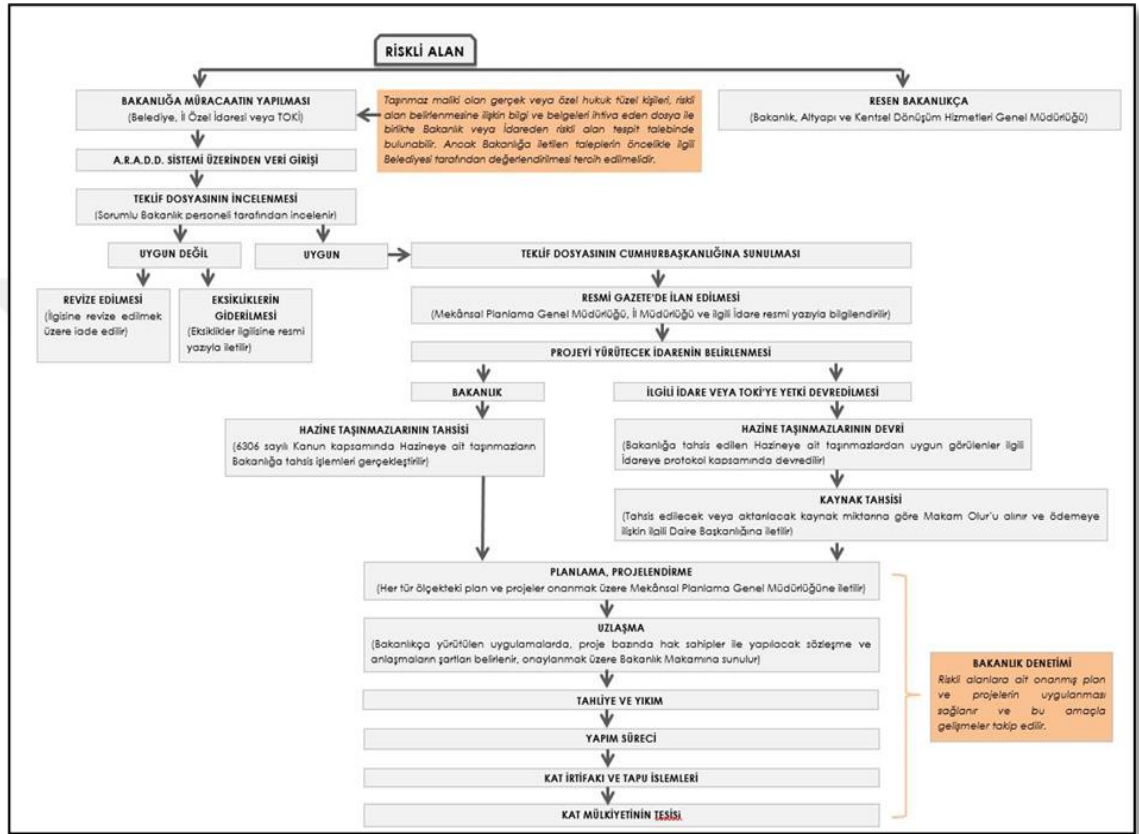 RİSKLİ ALAN
BAKANLIĞA MÜRACAATIN YAPILMASI
(Belediye, İl Özel İdaresi veya TOKİ)
Taşınmaz maliki olan gerçek veya özel hukuk tüzel kişileri, riskli
alan belirlenmesine ilişkin bilgi ve belgeleri ihtiva eden dosya ile
birlikte Bakanlık veya İdareden riskli alan tespit talebinde
bulunabilir. Ancak Bakanlığa iletilen taleplerin öncelikle ilgili
Belediyesi tarafından değerlendirilmesi tercih edilmelidir.
RESEN BAKANLIKÇA
(Bakanlık, Altyapı ve Kentsel Dönüşüm Hizmetleri Genel Müdürlüğü)
A.R.A.D.D. SİSTEMİ ÜZERİNDEN VERİ GİRİŞİ
TEKLİF DOSYASININ İNCELENMESİ
(Sorumlu Bakanlık personeli tarafından incelenir)
UYGUN DEĞİL
UYGUN
TEKLİF DOSYASININ CUMHURBAŞKANLIĞINA SUNULMASI
REVİZE EDİLMESİ
(İlgisine revize edilmek
üzere iade edilir)
EKSİKLİKLERİN
GİDERİLMESİ
(Eksiklikler ilgilisine resmi
yazıyla iletilir)
RESMİ GAZETE'DE İLAN EDİLMESİ
(Mekânsal Planlama Genel Müdürlüğü, İl Müdürlüğü ve ilgili İdare resmi yazıyla bilgilendirilir)
PROJEYİ YÜRÜTECEK İDARENİN BELİRLENMESİ
BAKANLIK
İLGİLİ İDARE VEYA TOKİ'YE YETKİ DEVREDİLMESİ
HAZİNE TAŞINMAZLARININ TAHSİSİ
(6306 sayılı Kanun kapsamında Hazineye ait taşınmazların
Bakanlığa tahsis işlemleri gerçekleştirilir)
HAZİNE TAŞINMAZLARININ DEVRİ
(Bakanlığa tahsis edilen Hazineye ait taşınmazlardan uygun görülenler ilgili
İdareye protokol kapsamında devredilir)
KAYNAK TAHSİSİ
(Tahsis edilecek veya aktarılacak kaynak miktarına göre Makam Olur'u alınır ve ödemeye
ilişkin ilgili Daire Başkanlığına iletilir)
PLANLAMA, PROJELENDİRME
(Her tür ölçekteki plan ve projeler onanmak üzere Mekânsal Planlama Genel Müdürlüğüne iletilir)
UZLAŞMA
(Bakanlıkça yürütülen uygulamalarda, proje bazında hak sahipler ile yapılacak sözleşme ve
anlaşmaların şartları belirlenir, onaylanmak üzere Bakanlık Makamına sunulur)
BAKANLIK DENETİMİ
Riskli alanlara ait onanmış plan
ve projelerin uygulanması
sağlanır ve bu amaçla
gelişmeler takip edilir.
TAHLİYE VE YIKIM
YAPIM SÜRECİ
KAT İRTİFAKI VE TAPU İSLEMLERİ
KAT MÜLKİYETİNİN TESİSİ